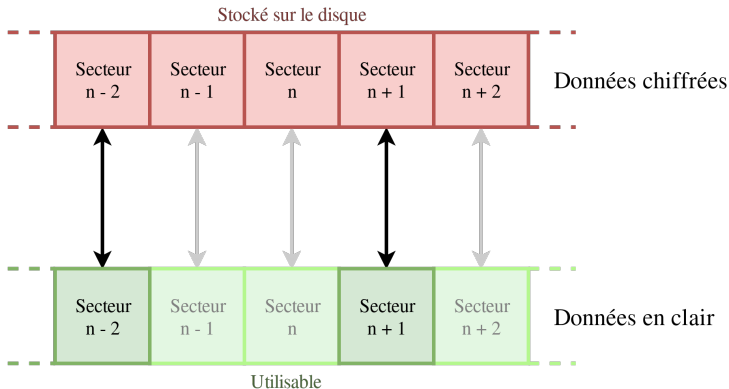 Stocké sur le disque
Secteur
n - 2
Secteur
n - 1
Secteur
n
Secteur
n + 1
Secteur
n + 2
Données chiffrées
Secteur
n - 2
Secteur
n - 1
Secteur
n
Secteur
n + 1
Secteur
n + 2
Données en clair
Utilisable